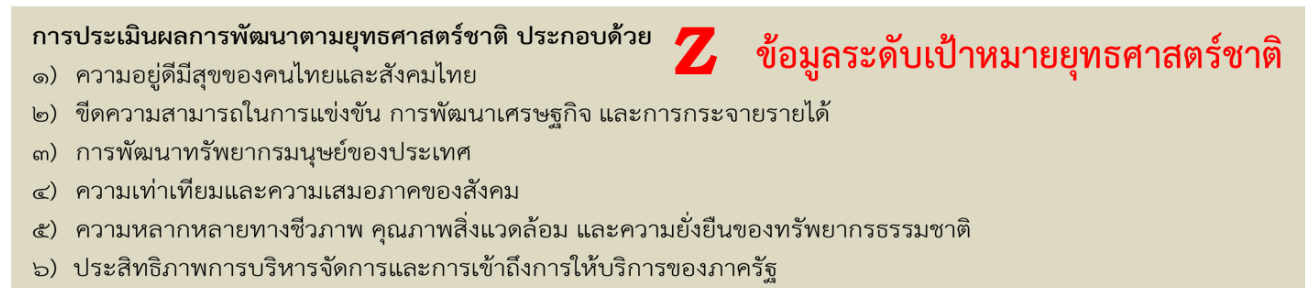 การประเมินผลการพัฒนาตามยุทธศาสตร์ชาติ ประกอบด้วย
Z ข้อมูลระดับเป้าหมายยุทธศาสตร์ชาติ
๑) ความอยู่ดีมีสุขของคนไทยและสังคมไทย
๒) ขีดความสามารถในการแข่งขัน การพัฒนาเศรษฐกิจ และการกระจายรายได้
๓) การพัฒนาทรัพยากรมนุษย์ของประเทศ
๔) ความเท่าเทียมและความเสมอภาคของสังคม
๕) ความหลากหลายทางชีวภาพ คุณภาพสิ่งแวดล้อม และความยั่งยืนของทรัพยากรธรรมชาติ
๖) ประสิทธิภาพการบริหารจัดการและการเข้าถึงการให้บริการของภาครัฐ